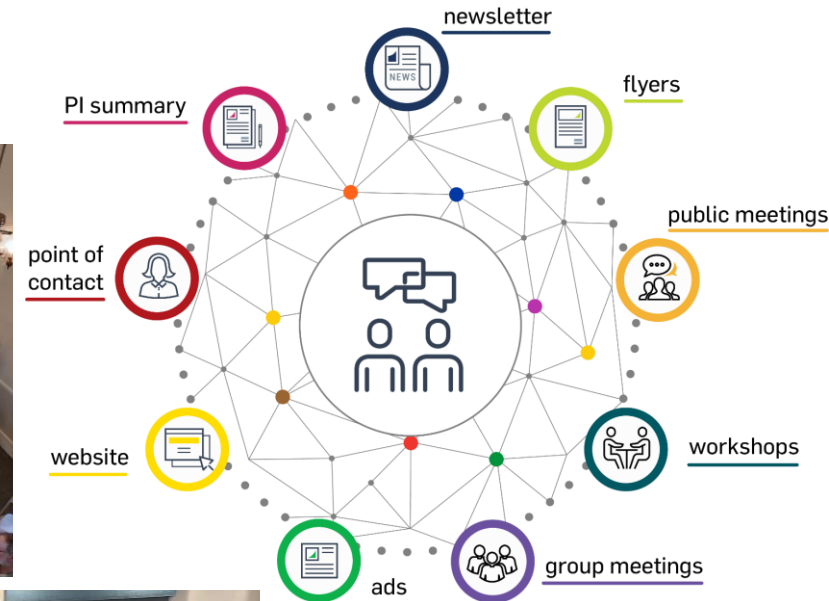 newsletter
NEWS
flyers
PI summary
public meetings
point of
contact
website
workshops
ads
group meetings